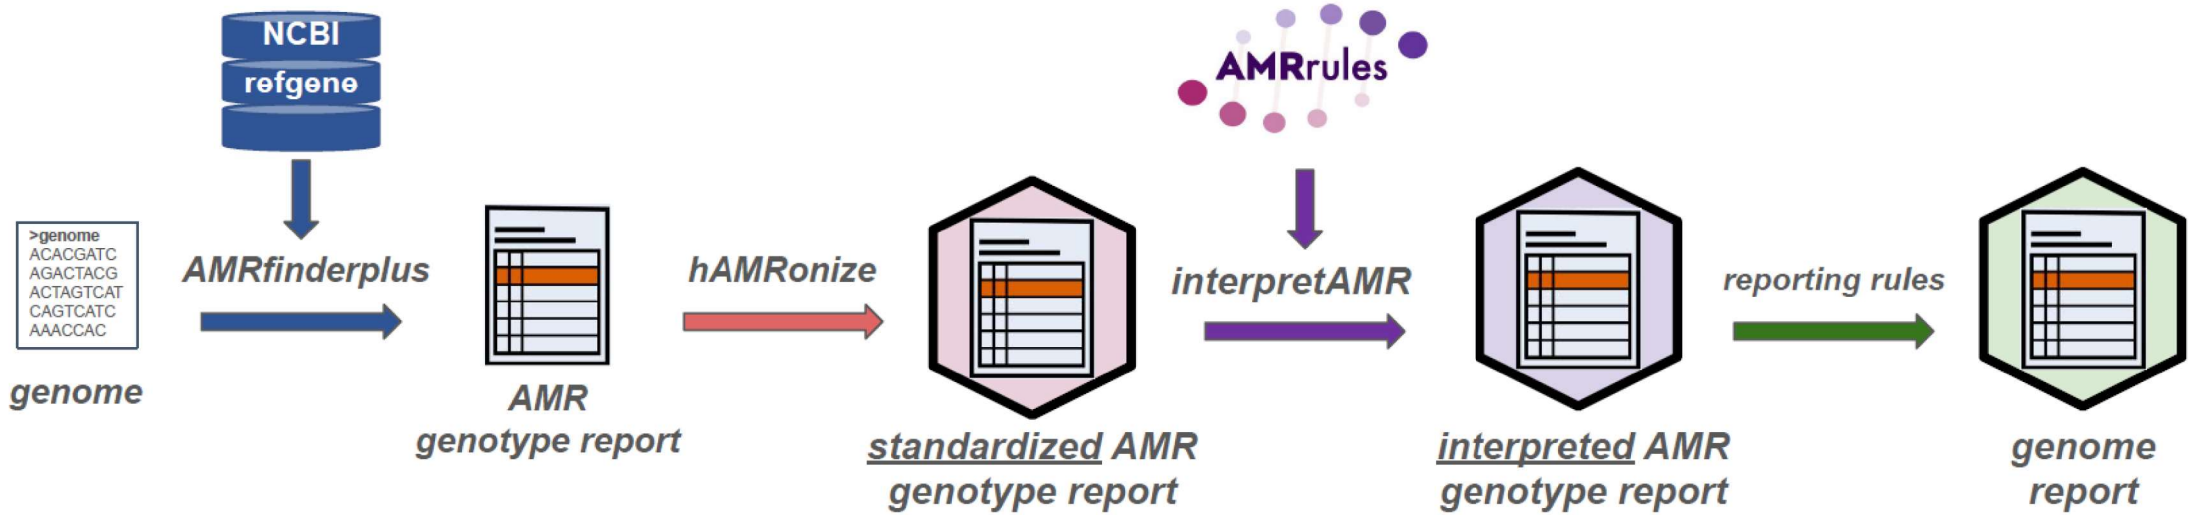 NCBI
refgene
AMRrules
>genome
ACACGATC
AGACTACG
ACTAGTCAT
CAGTCATC
AAACCAC
genome
AMRfinderplus
AMR
genotype report
hAMRonize
standardized AMR
genotype report
interpretAMR
interpreted AMR
genotype report
reporting rules
genome
report